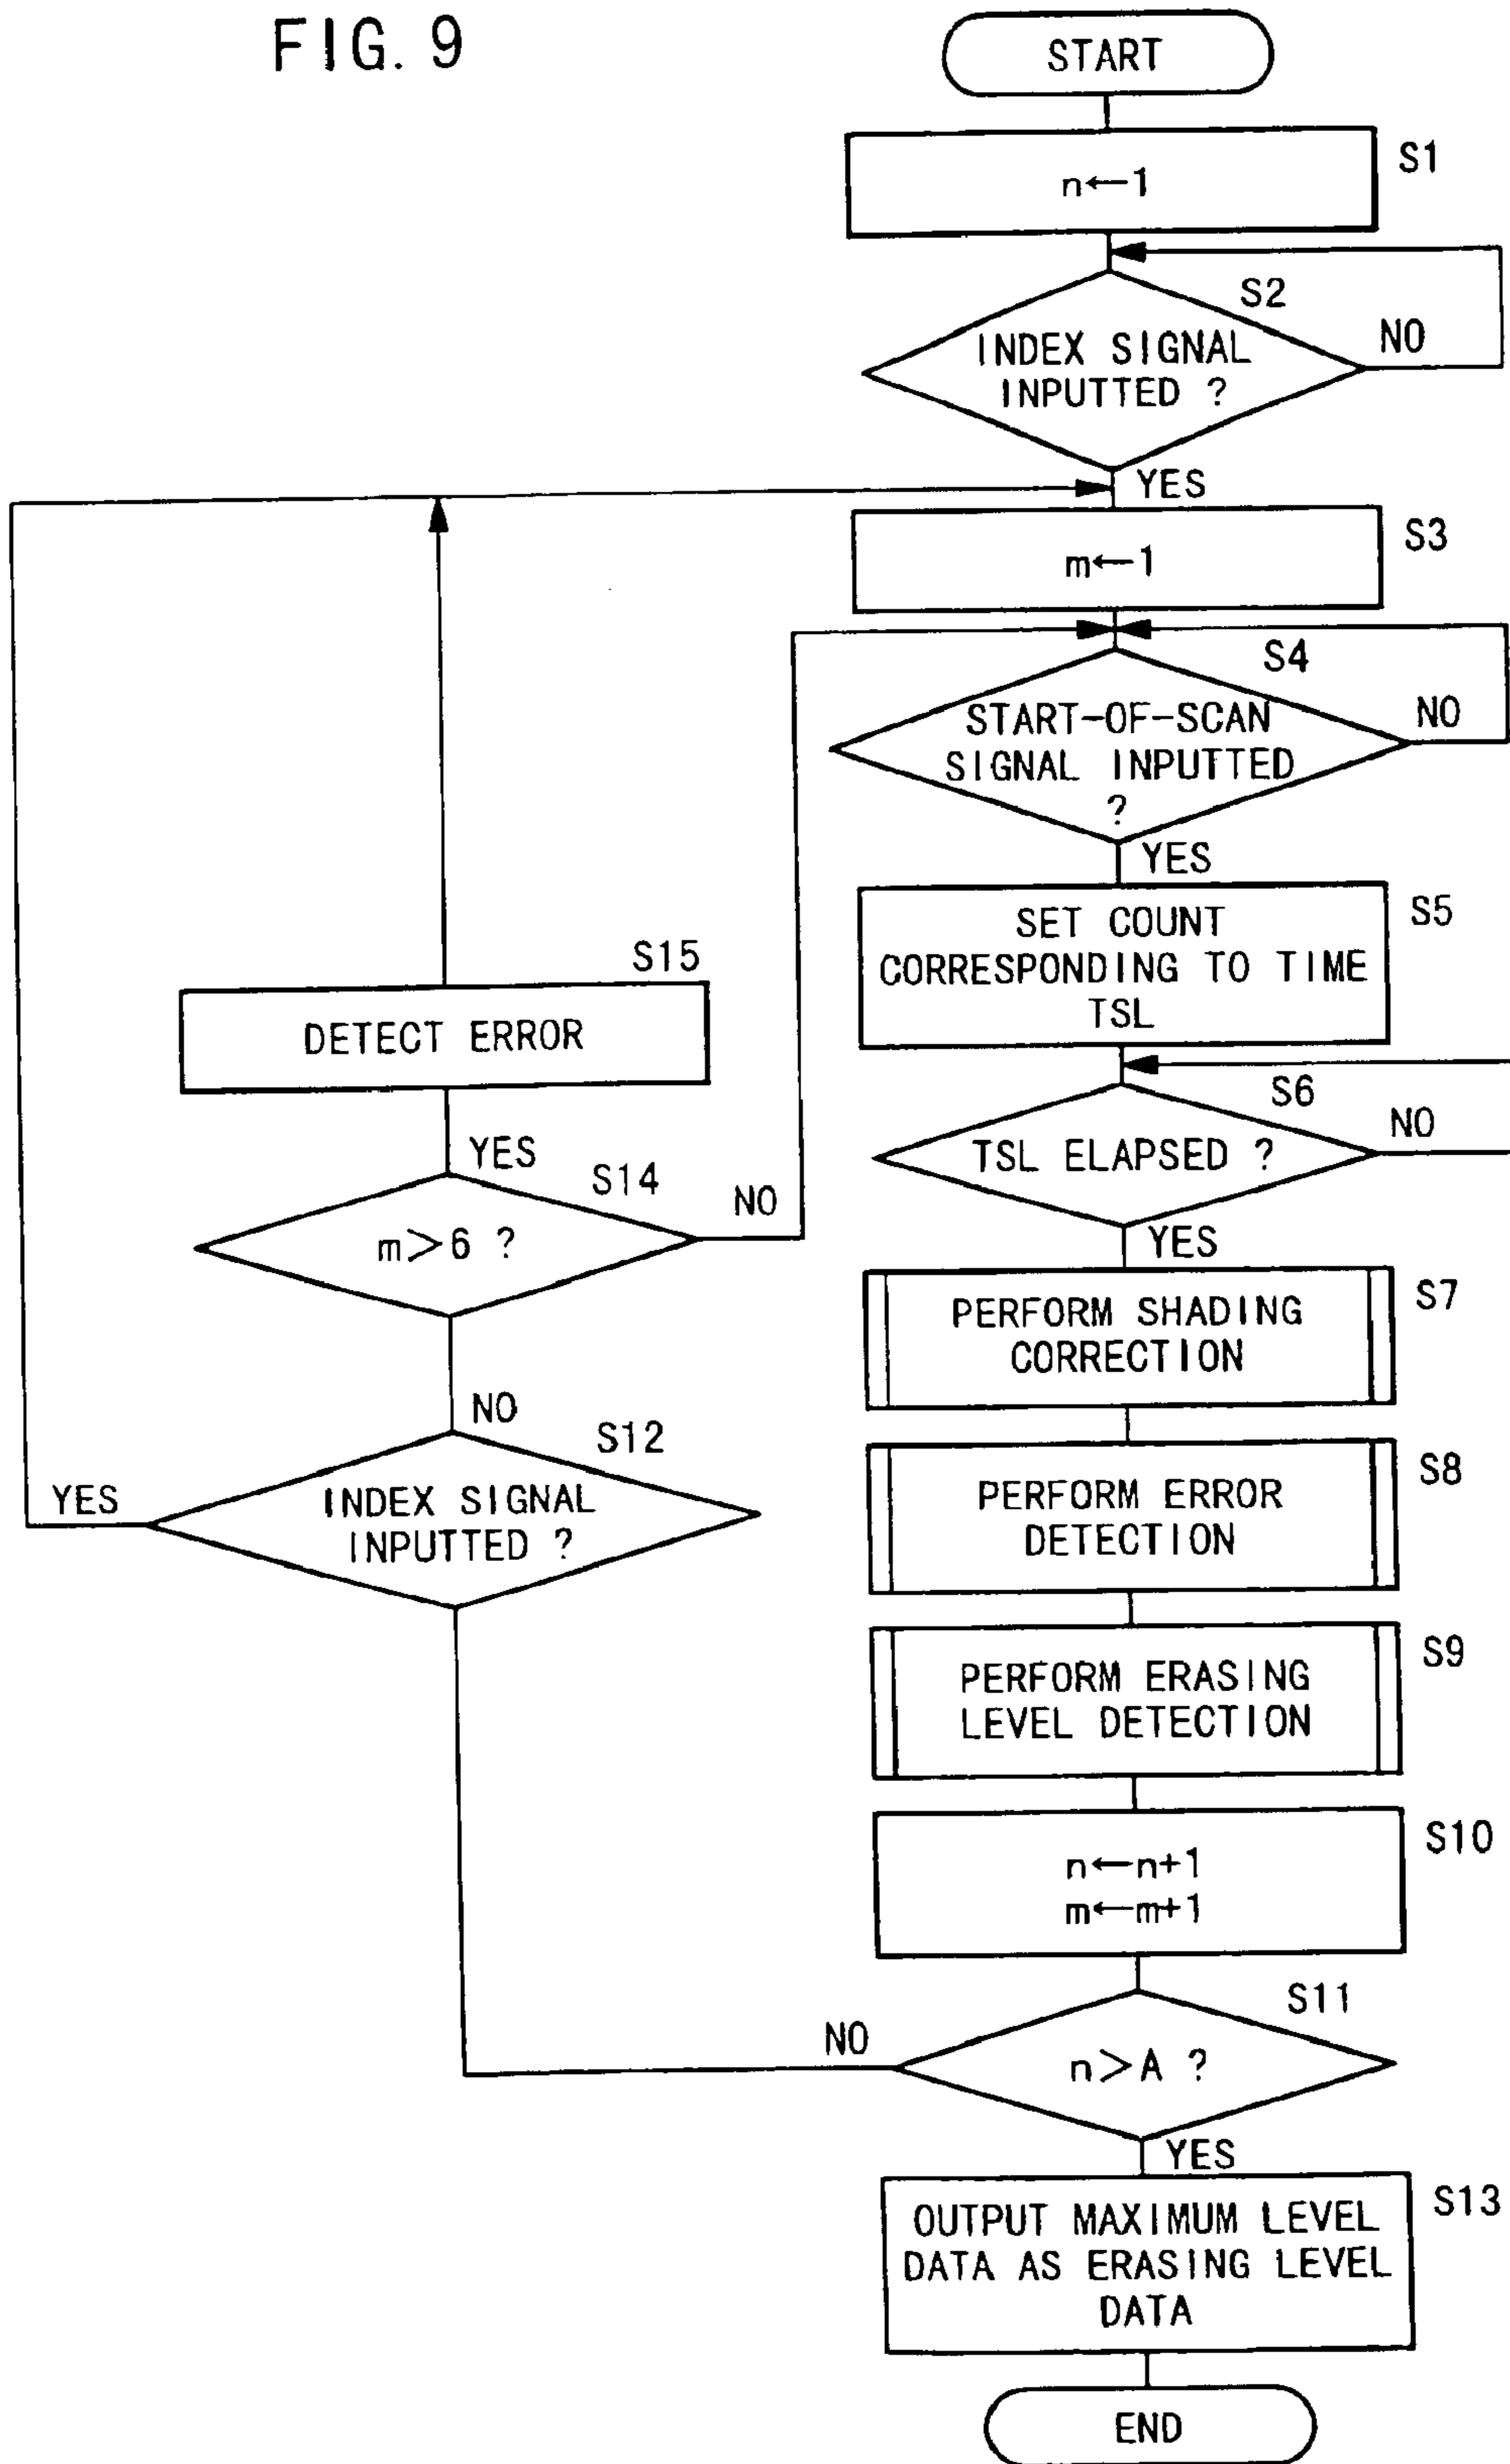 FIG. 9
START
S1
n←1
S2
INDEX SIGNAL
INPUTTED ?
NO
YES
S3
m←1
S4
START-OF-SCAN
SIGNAL INPUTTED
?
NO
YES
S5
SET COUNT
CORRESPONDING TO TIME
TSL
S6
TSL ELAPSED ?
NO
YES
S7
PERFORM SHADING
CORRECTION
S8
PERFORM ERROR
DETECTION
S9
PERFORM ERASING
LEVEL DETECTION
S10
n←n+1
m←m+1
S11
n>A ?
NO
YES
S13
OUTPUT MAXIMUM LEVEL
DATA AS ERASING LEVEL
DATA
END
S12
INDEX SIGNAL
INPUTTED ?
YES
NO
S14
m>6 ?
NO
YES
S15
DETECT ERROR